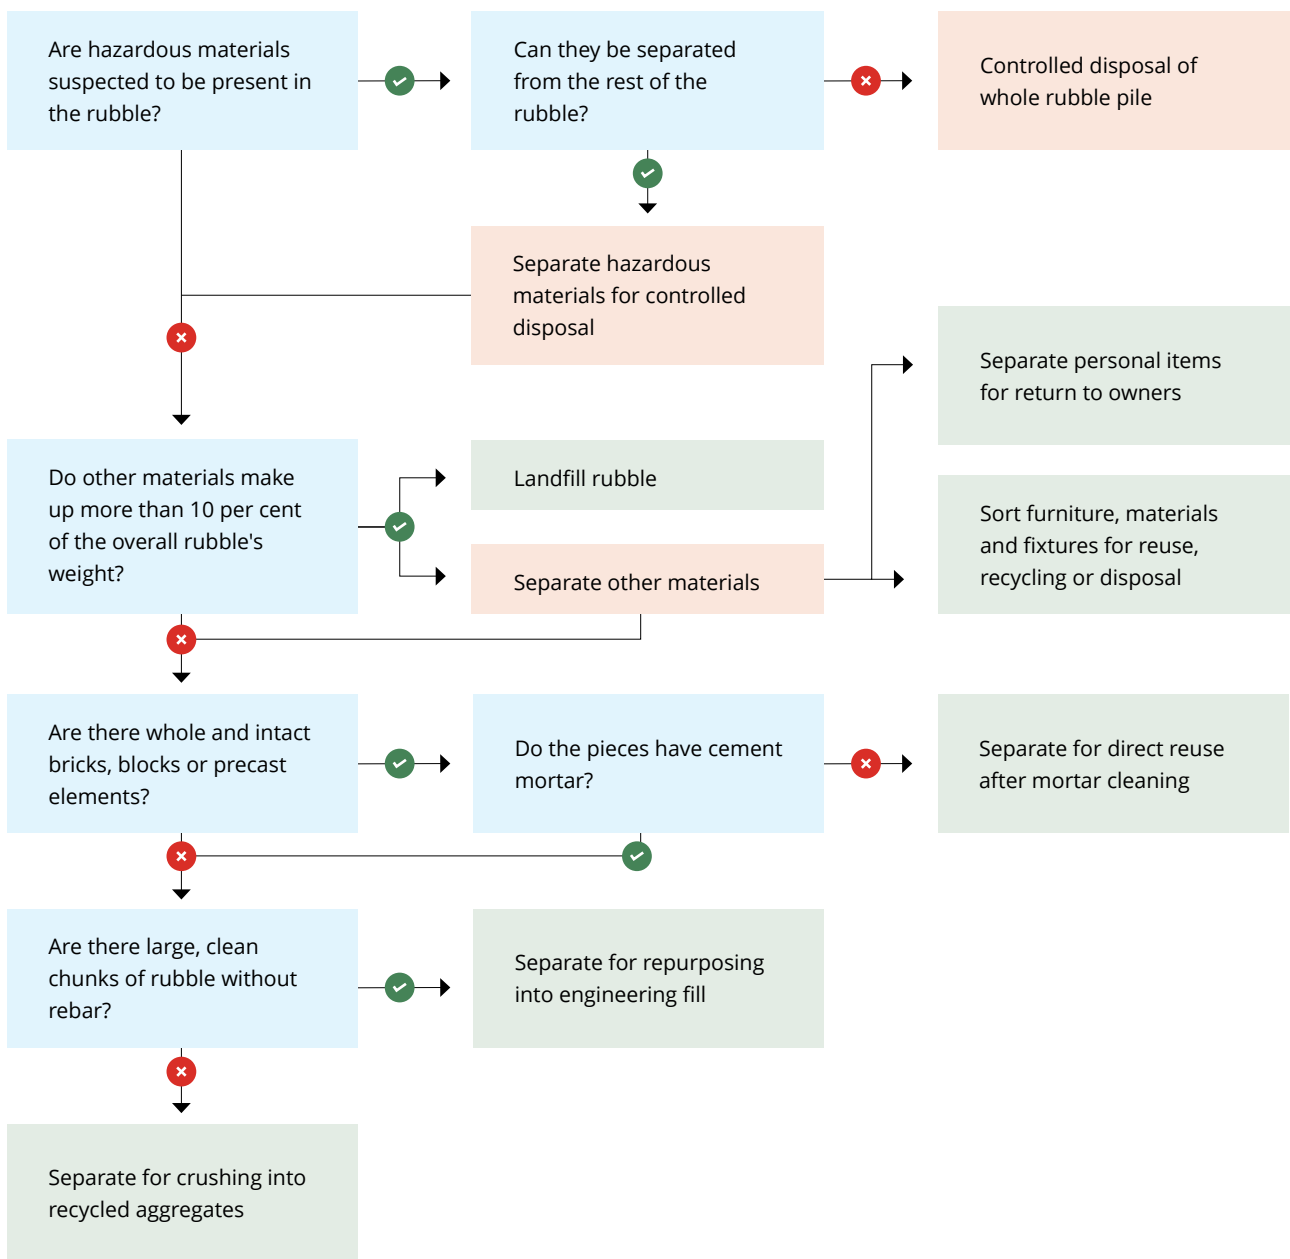 Are hazardous materials
suspected to be present in
the rubble?
Can they be separated
from the rest of the
rubble?
Controlled disposal of
whole rubble pile
Separate hazardous
materials for controlled
disposal
Separate personal items
for return to owners
Do other materials make
up more than 10 per cent
of the overall rubble's
weight?
Landfill rubble
Separate other materials
Sort furniture, materials
and fixtures for reuse,
recycling or disposal
Are there whole and intact
bricks, blocks or precast
elements?
Do the pieces have cement
mortar?
Separate for direct reuse
after mortar cleaning
Are there large, clean
chunks of rubble without
rebar?
Separate for repurposing
into engineering fill
Separate for crushing into
recycled aggregates